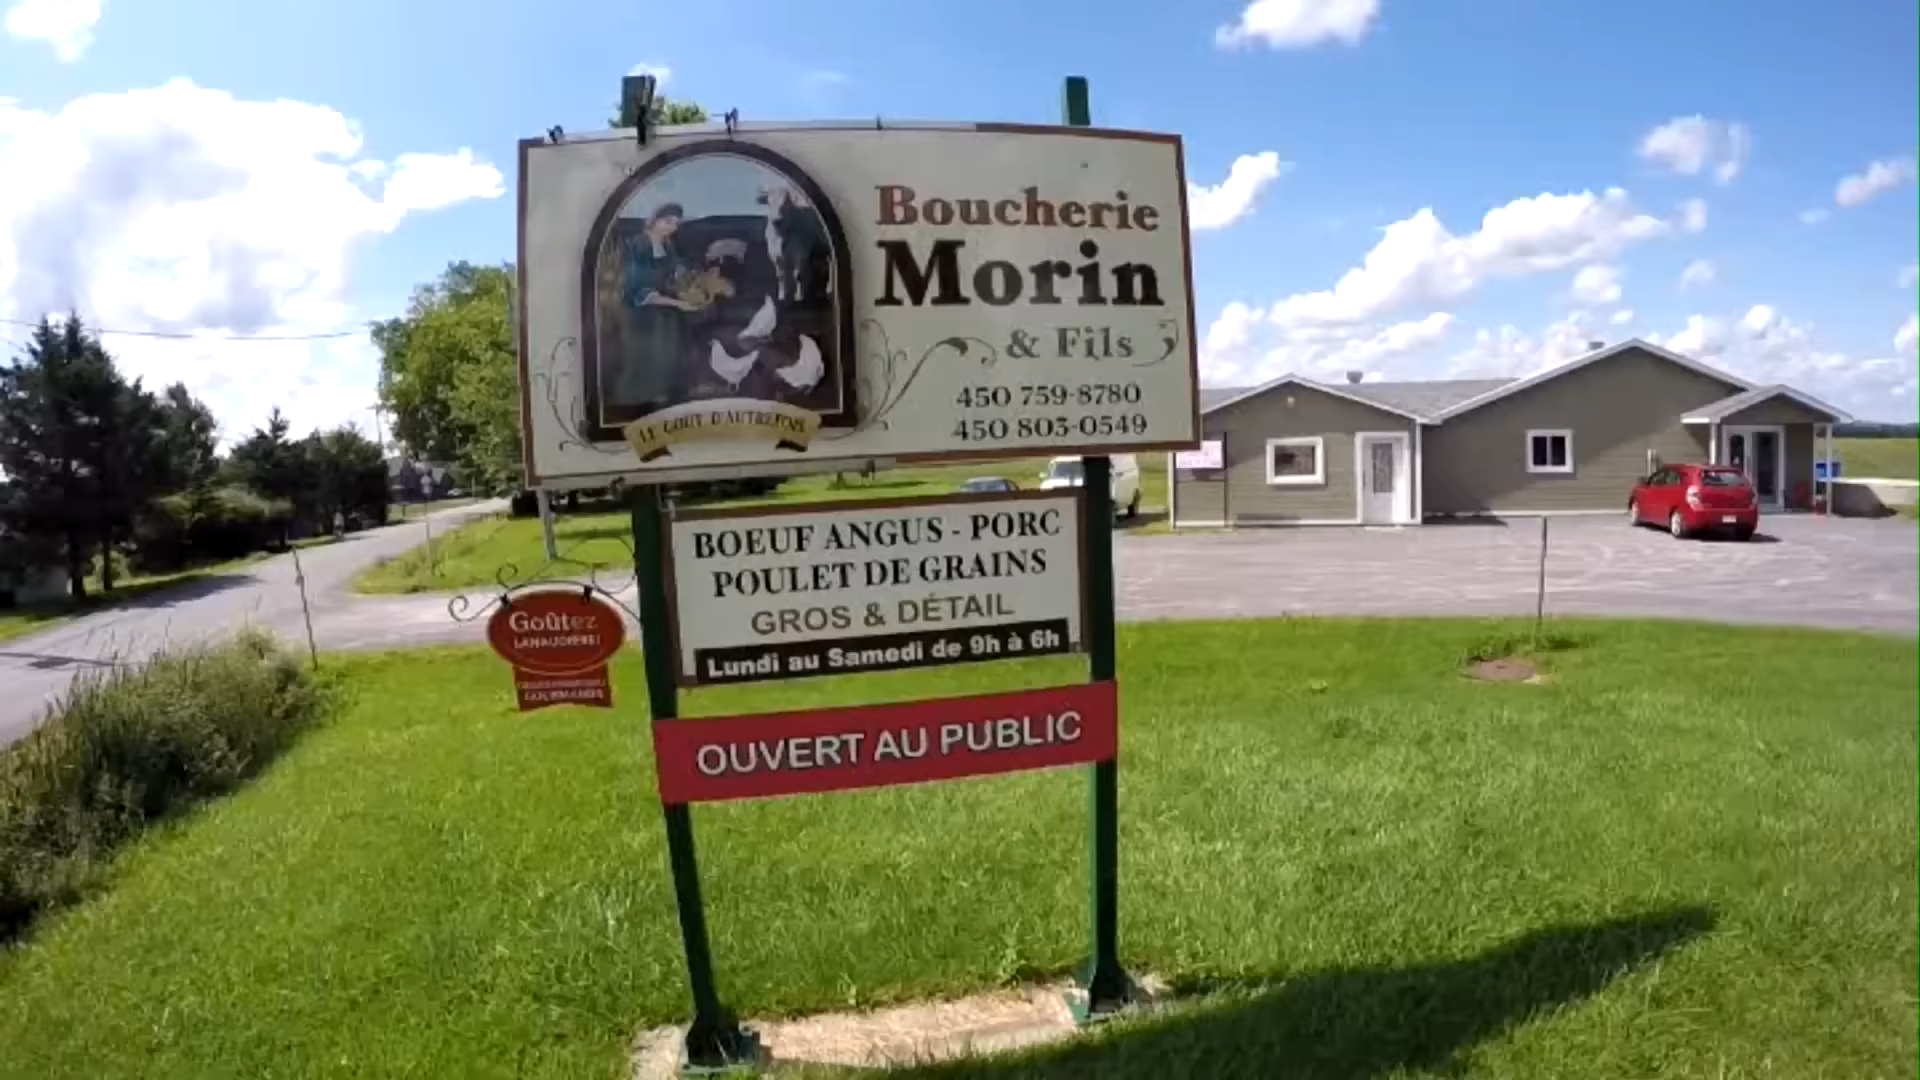 Boucherie
Morin
& Fils
450 759-8780
450 803-0549
LE GOÛT D'AUTREFOIS
BOEUF ANGUS - PORC
POULET DE GRAINS
GROS & DÉTAIL
Lundi au Samedi de 9h à 6h
Goûtez
LANAUDIÈRE!
GOURMANDS
OUVERT AU PUBLIC